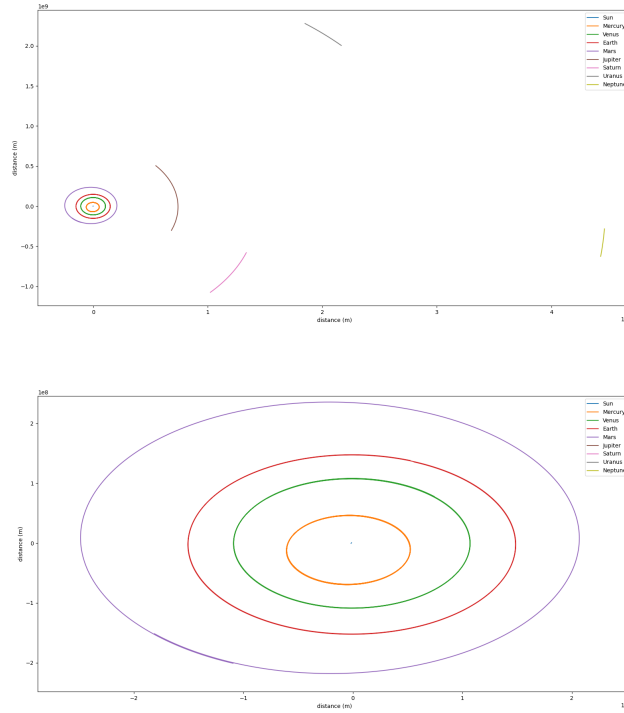 1e9
Sun
Mercury
Venus
Earth
Mars
Jupiter
Saturn
Uranus
Neptune
2.0
1.5
1.0
0.5
0.0
−0.5
−1.0
distance (m)
0
1
2
3
4
distance (m)
1e8
Sun
Mercury
Venus
Earth
Mars
Jupiter
Saturn
Uranus
Neptune
2
1
0
−1
−2
distance (m)
−2
−1
0
1
2
distance (m)